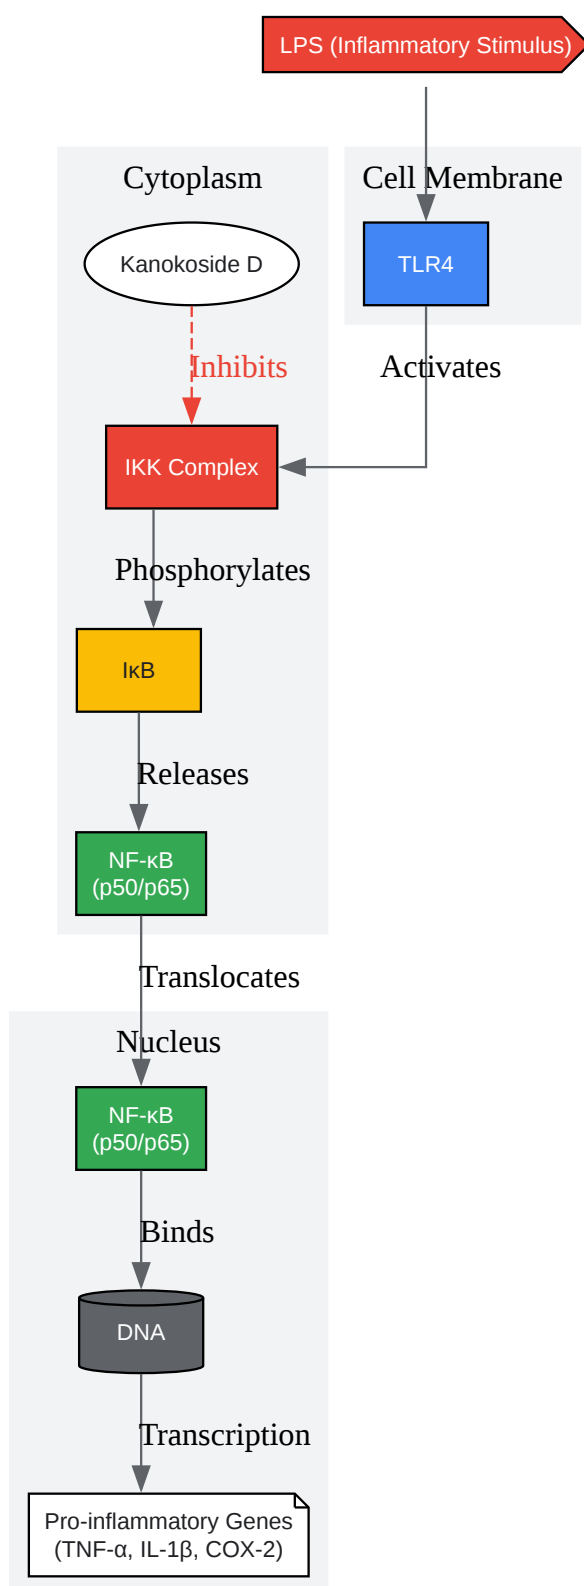 LPS (Inflammatory Stimulus)
Cytoplasm
Cell Membrane
Kanokoside D
TLR4
Inhibits
Activates
IKK Complex
Phosphorylates
IκB
Releases
NF-κB
(p50/p65)
Translocates
Nucleus
NF-κB
(p50/p65)
Binds
DNA
Transcription
Pro-inflammatory Genes
(TNF-α, IL-1β, COX-2)